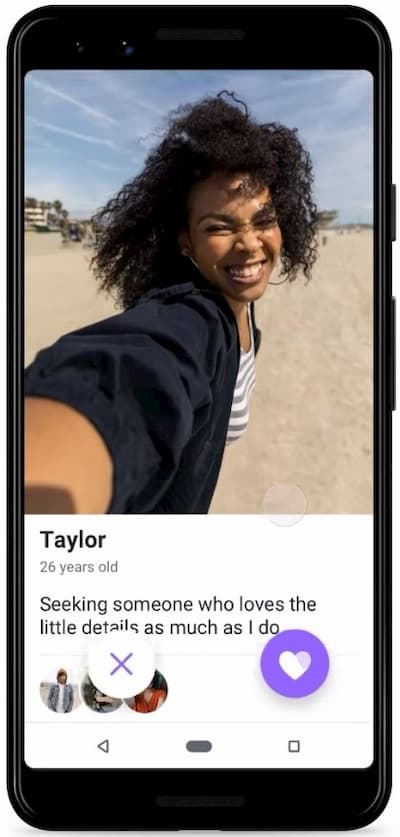 Taylor
26 years old
Seeking someone who loves the
little details as much as I do